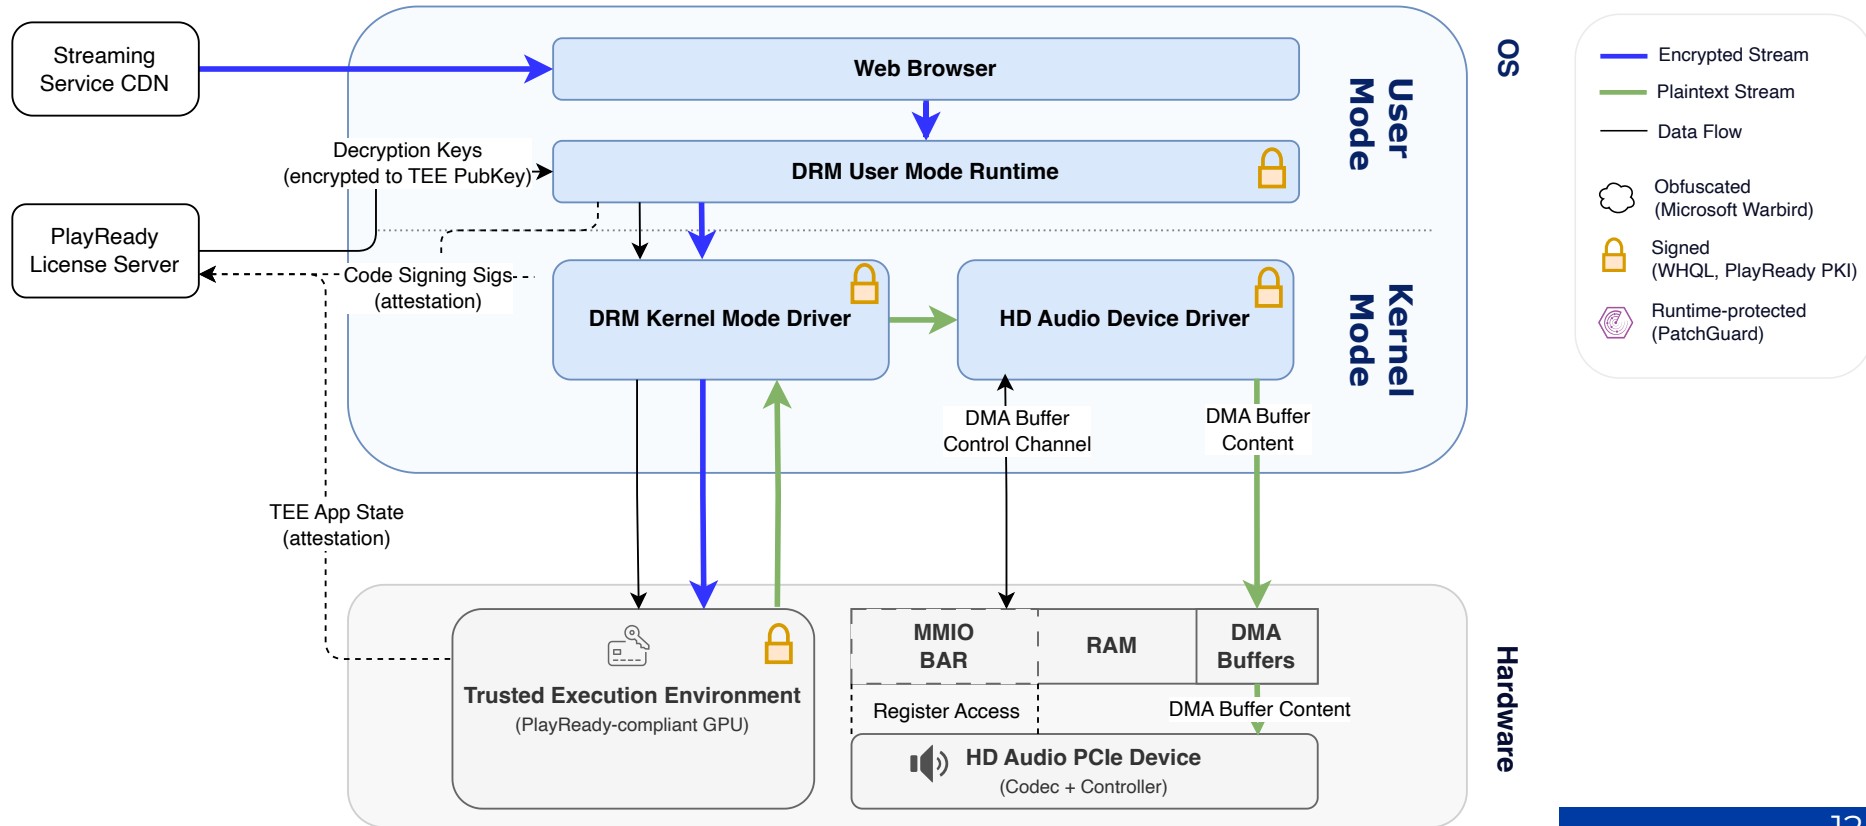 Streaming
Service CDN
Web Browser
Decryption Keys
(encrypted to TEE PubKey)
DRM User Mode Runtime
User
Mode
OS
PlayReady
License Server
Code Signing Sigs
(attestation)
DRM Kernel Mode Driver
HD Audio Device Driver
Kernel
Mode
DMA Buffer
Control Channel
DMA Buffer
Content
TEE App State
(attestation)
Trusted Execution Environment
(PlayReady-compliant GPU)
MMIO
BAR
RAM
DMA
Buffers
Register Access
DMA Buffer Content
HD Audio PCIe Device
(Codec + Controller)
Hardware
Encrypted Stream
Plaintext Stream
Data Flow
Obfuscated
(Microsoft Warbird)
Signed
(WHQL, PlayReady PKI)
Runtime-protected
(PatchGuard)